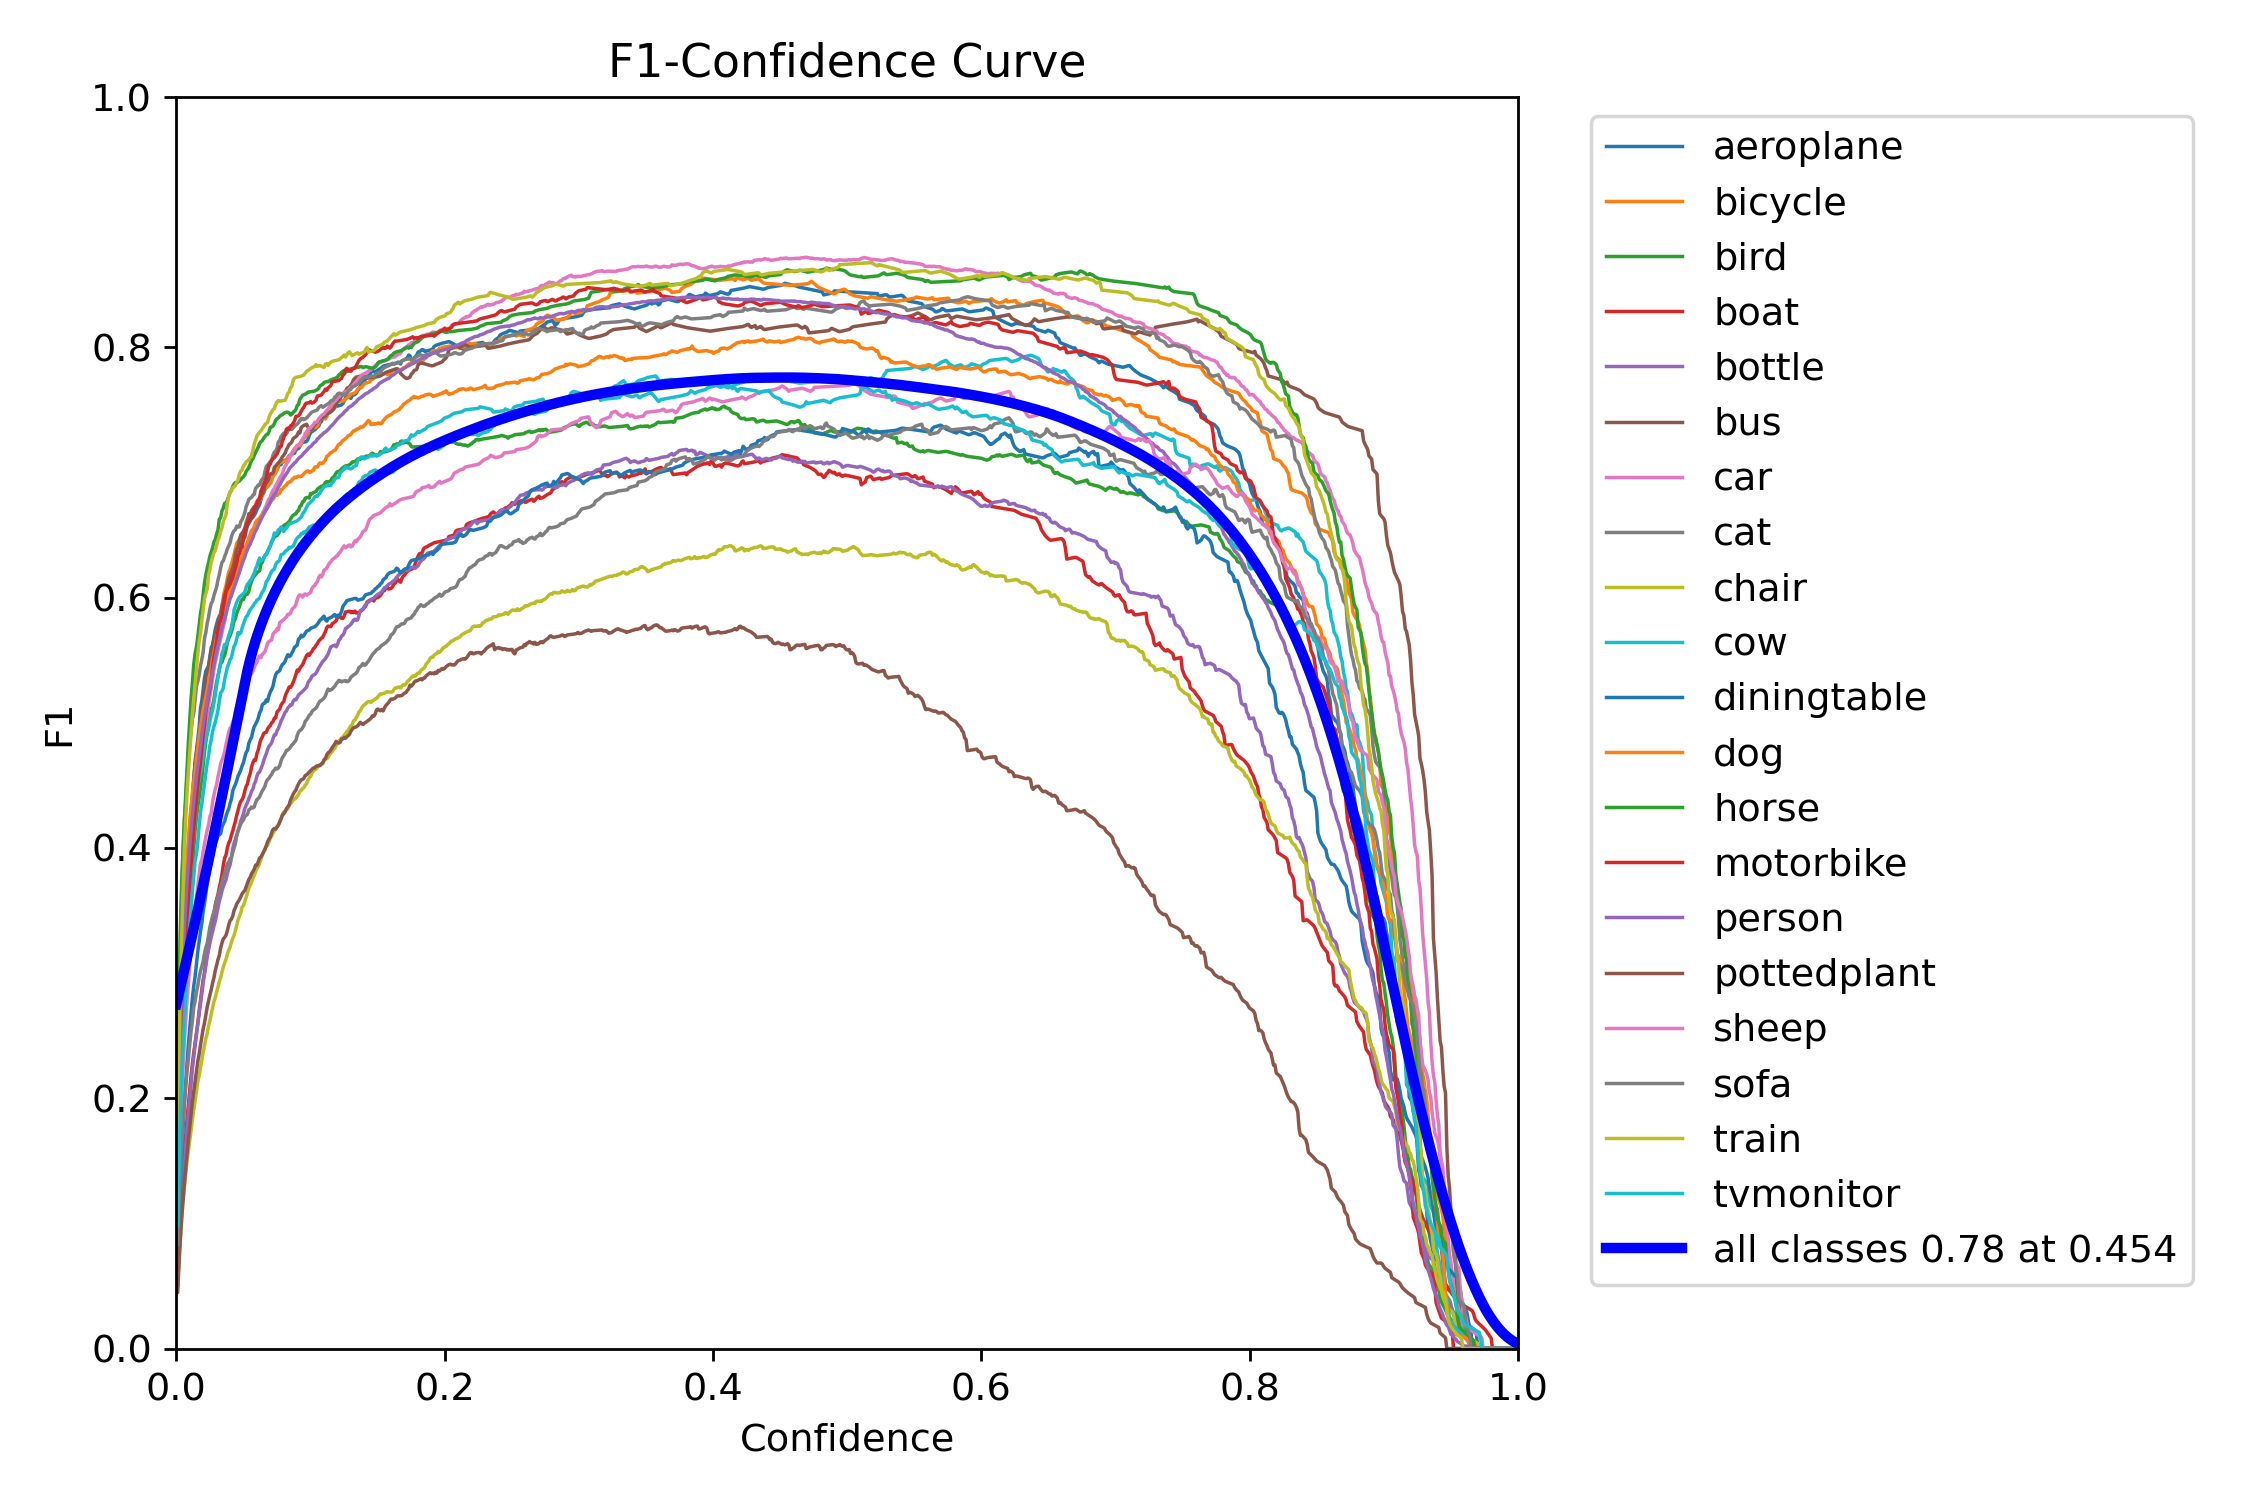 F1-Confidence Curve
1.0
0.8
0.6
0.4
0.2
0.0
F1
0.0 0.2 0.4 0.6 0.8 1.0
Confidence
aeroplane
bicycle
bird
boat
bottle
bus
car
cat
chair
cow
diningtable
dog
horse
motorbike
person
pottedplant
sheep
sofa
train
tvmonitor
all classes 0.78 at 0.454